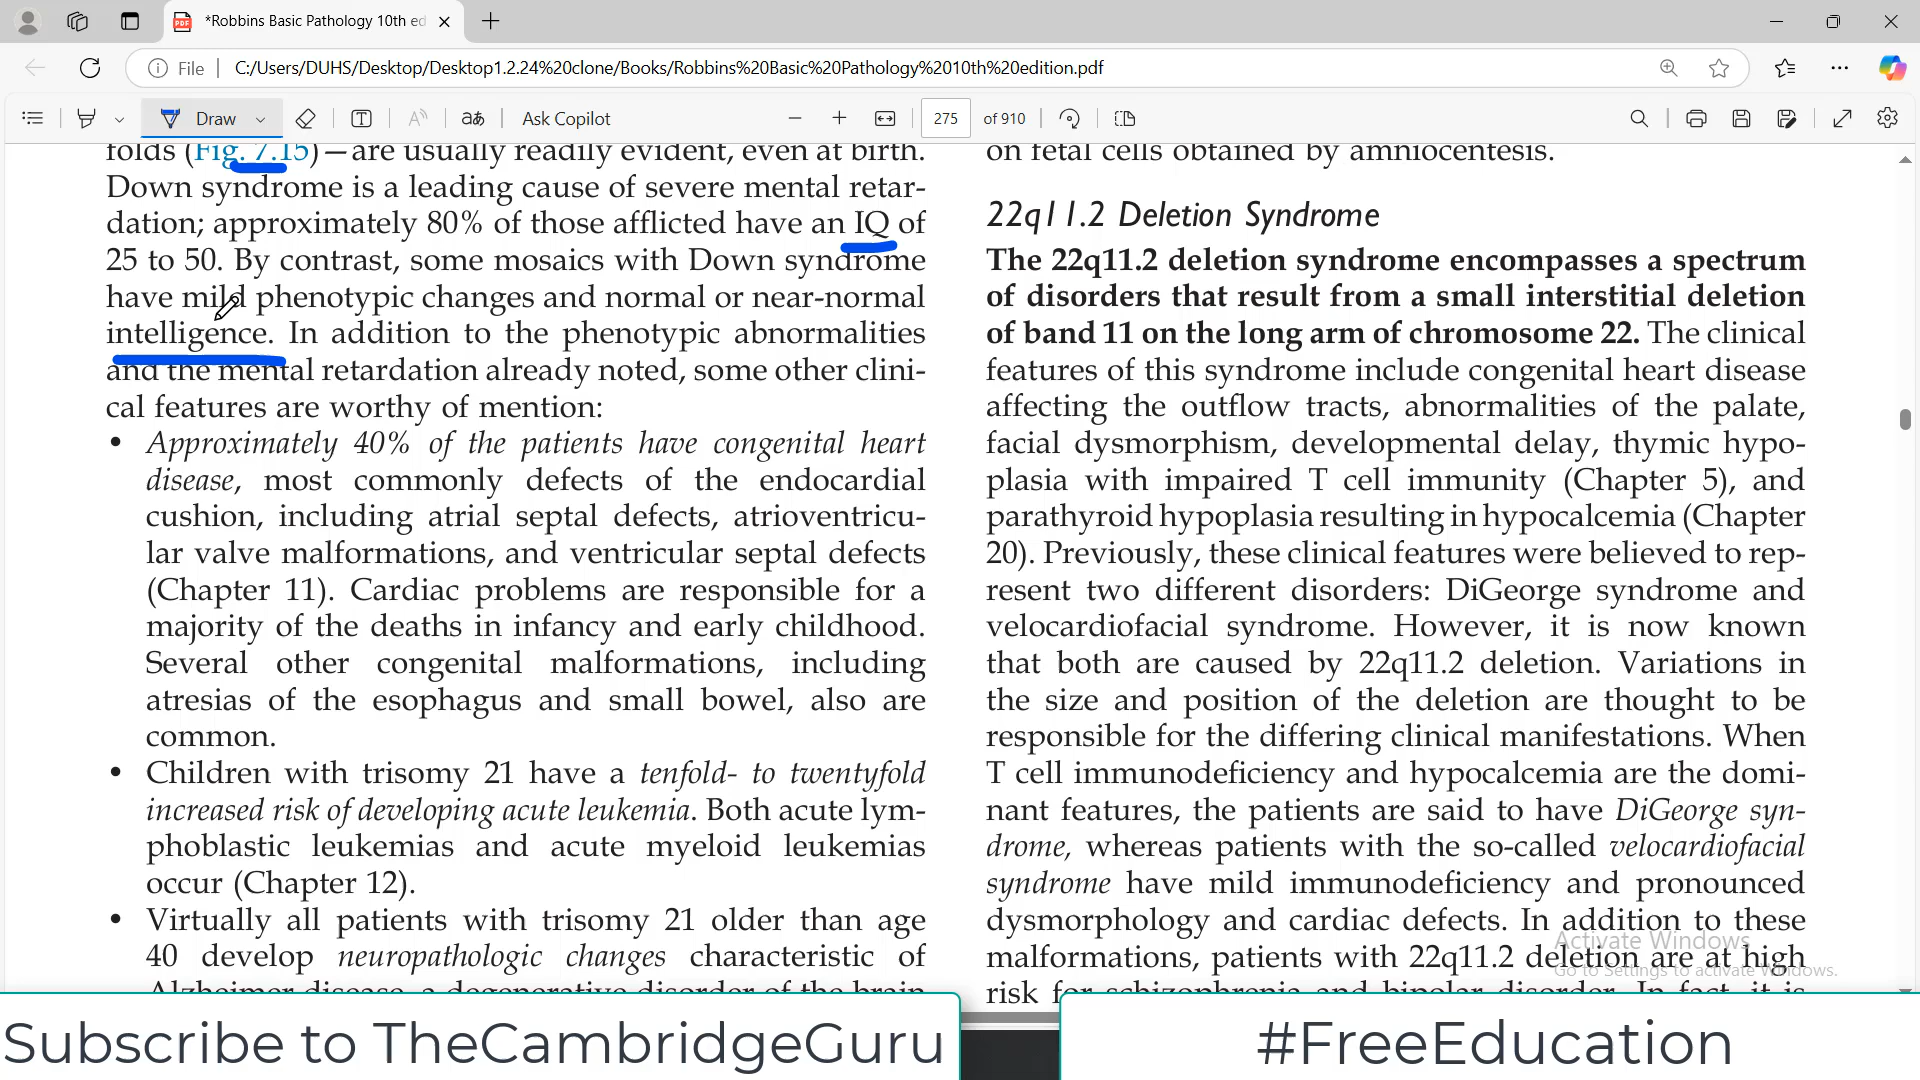 *Robbins Basic Pathology 10th ed
File
C:/Users/DUHS/Desktop/Desktop1.2.24%20clone/Books/Robbins%20Basic%20Pathology%2010th%20edition.pdf
Draw
Ask Copilot
275 of 910
folds (Fig. 7.15)—are usually readily evident, even at birth.
Down syndrome is a leading cause of severe mental retar-
dation; approximately 80% of those afflicted have an IQ of
25 to 50. By contrast, some mosaics with Down syndrome
have mild phenotypic changes and normal or near-normal
intelligence. In addition to the phenotypic abnormalities
and the mental retardation already noted, some other clini-
cal features are worthy of mention:
• Approximately 40% of the patients have congenital heart
disease, most commonly defects of the endocardial
cushion, including atrial septal defects, atrioventricu-
lar valve malformations, and ventricular septal defects
(Chapter 11). Cardiac problems are responsible for a
majority of the deaths in infancy and early childhood.
Several other congenital malformations, including
atresias of the esophagus and small bowel, also are
common.
• Children with trisomy 21 have a tenfold- to twentyfold
increased risk of developing acute leukemia. Both acute lym-
phoblastic leukemias and acute myeloid leukemias
occur (Chapter 12).
• Virtually all patients with trisomy 21 older than age
40 develop neuropathologic changes characteristic of
Alzheimer disease, a degenerative disorder of the brain
on fetal cells obtained by amniocentesis.
22q11.2 Deletion Syndrome
The 22q11.2 deletion syndrome encompasses a spectrum
of disorders that result from a small interstitial deletion
of band 11 on the long arm of chromosome 22. The clinical
features of this syndrome include congenital heart disease
affecting the outflow tracts, abnormalities of the palate,
facial dysmorphism, developmental delay, thymic hypo-
plasia with impaired T cell immunity (Chapter 5), and
parathyroid hypoplasia resulting in hypocalcemia (Chapter
20). Previously, these clinical features were believed to rep-
resent two different disorders: DiGeorge syndrome and
velocardiofacial syndrome. However, it is now known
that both are caused by 22q11.2 deletion. Variations in
the size and position of the deletion are thought to be
responsible for the differing clinical manifestations. When
T cell immunodeficiency and hypocalcemia are the domi-
nant features, the patients are said to have DiGeorge syn-
drome, whereas patients with the so-called velocardiofacial
syndrome have mild immunodeficiency and pronounced
dysmorphology and cardiac defects. In addition to these
malformations, patients with 22q11.2 deletion are at high
risk for schizophrenia and bipolar disorder. In fact, it is
Activate Windows
Go to Settings to activate Windows.
Subscribe to TheCambridgeGuru
#FreeEducation